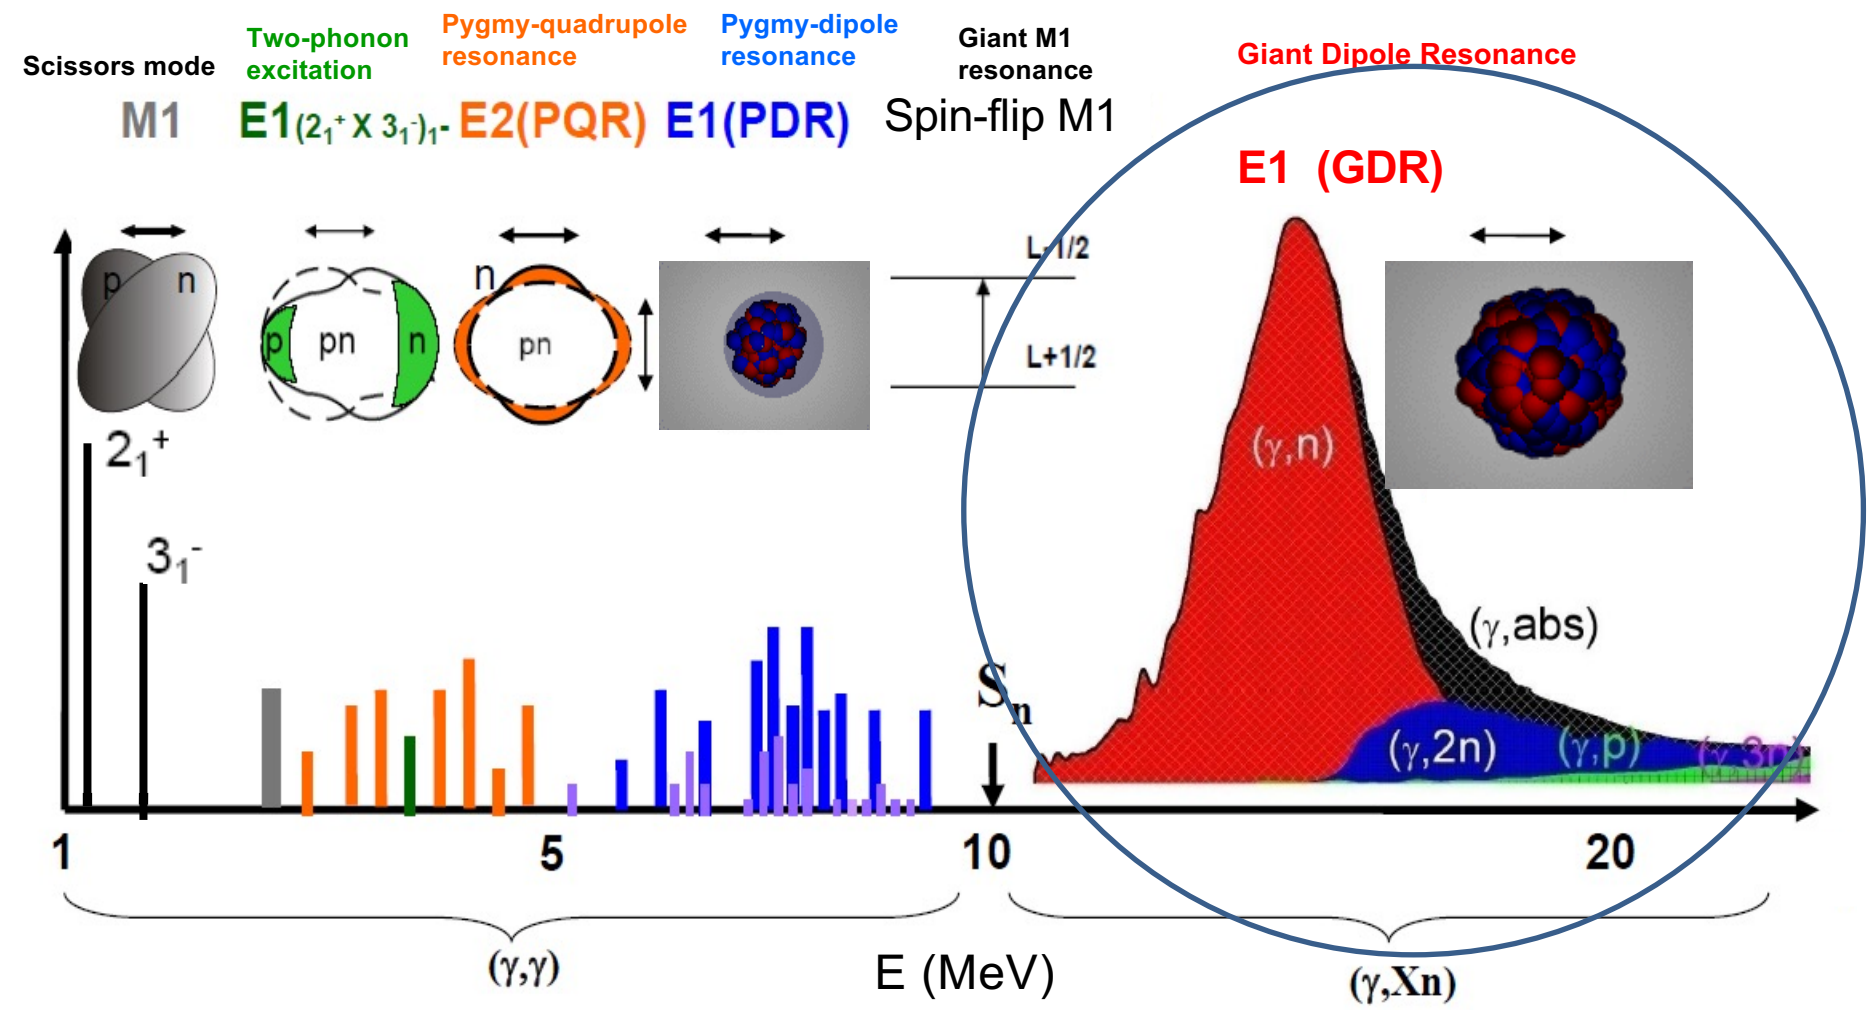 Scissors mode
Two-phonon
excitation
Pygmy-quadrupole
resonance
Pygmy-dipole
resonance
Giant M1
resonance
Giant Dipole Resonance
M1
E1(2₁⁺ X 3₁⁻)₁-
E2(PQR)
E1(PDR)
Spin-flip M1
E1 (GDR)
p n
p pn n
n
pn
L-1/2
L+1/2
2₁⁺
3₁⁻
(γ,n)
(γ,abs)
Sₙ
(γ,2n)
(γ,p)
(γ,3n)
1 5 10 20
(γ,γ)
E (MeV)
(γ,Xn)